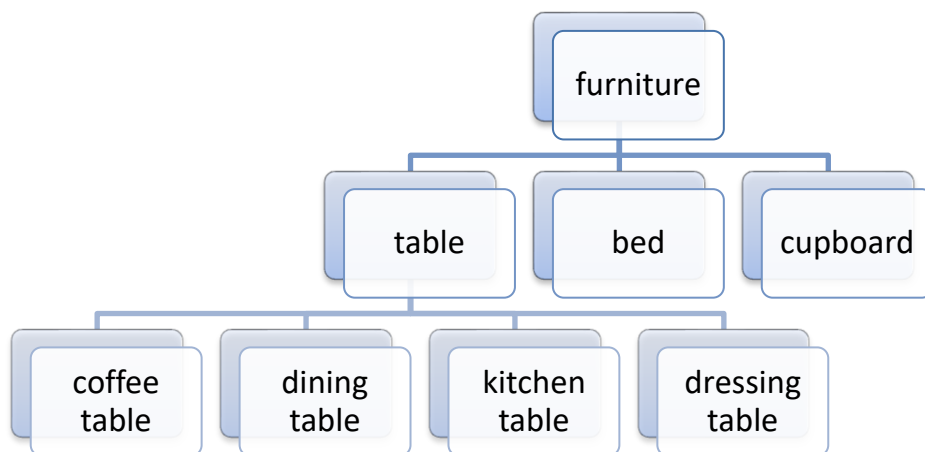 furniture
table
bed
cupboard
coffee
table
dining
table
kitchen
table
dressing
table